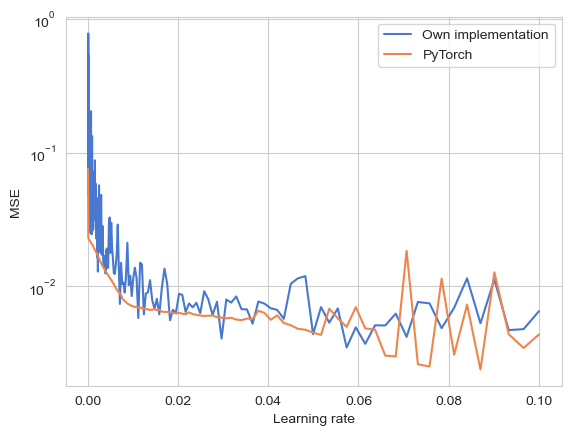 10⁰
10⁻¹
10⁻²
MSE
Own implementation
PyTorch
0.00 0.02 0.04 0.06 0.08 0.10
Learning rate